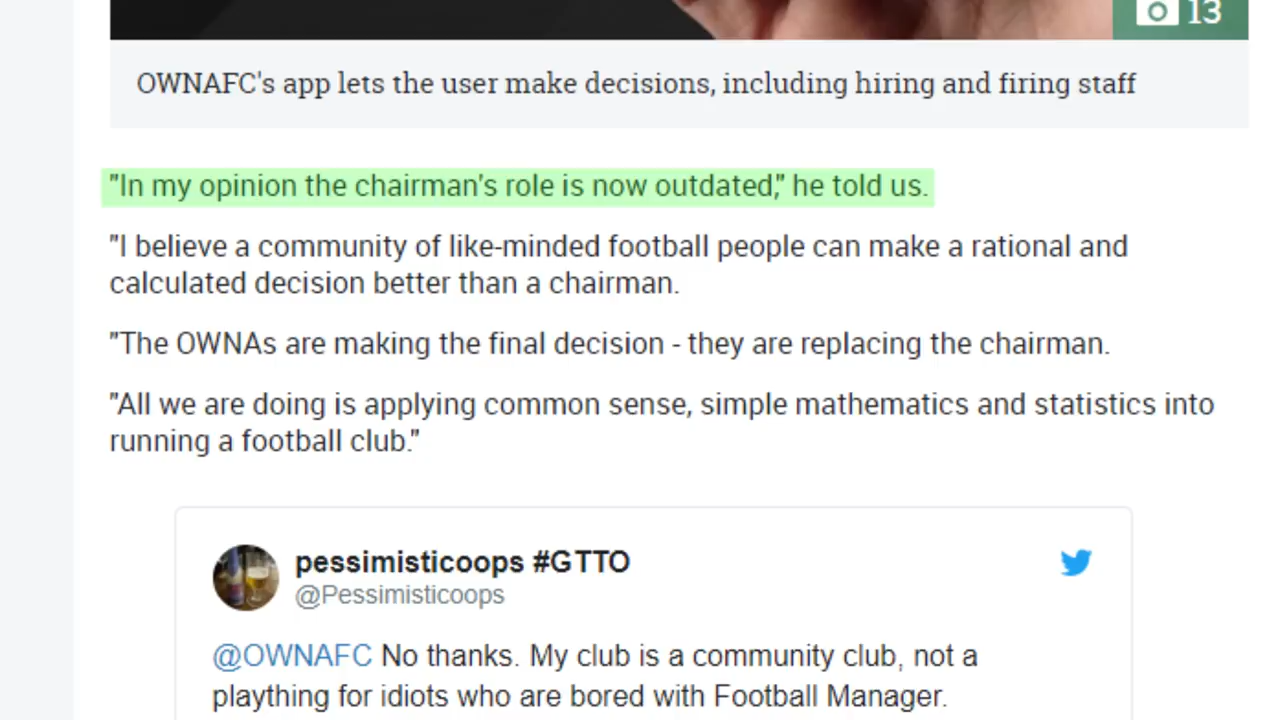 13
OWNAFC's app lets the user make decisions, including hiring and firing staff
"In my opinion the chairman's role is now outdated," he told us.
"I believe a community of like-minded football people can make a rational and
calculated decision better than a chairman.
"The OWNAs are making the final decision - they are replacing the chairman.
"All we are doing is applying common sense, simple mathematics and statistics into
running a football club."
pessimisticoops #GTTO
@Pessimisticoops
@OWNAFC No thanks. My club is a community club, not a
plaything for idiots who are bored with Football Manager.